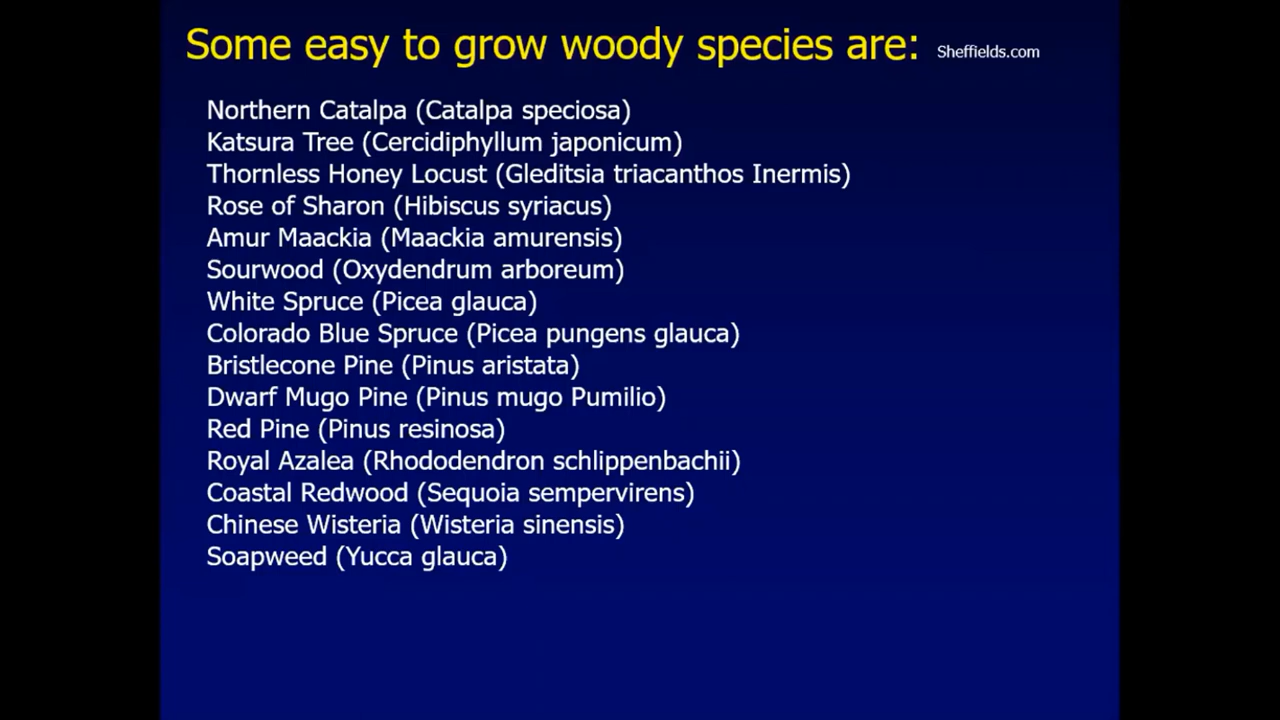 Some easy to grow woody species are: Sheffields.com
Northern Catalpa (Catalpa speciosa)
Katsura Tree (Cercidiphyllum japonicum)
Thornless Honey Locust (Gleditsia triacanthos Inermis)
Rose of Sharon (Hibiscus syriacus)
Amur Maackia (Maackia amurensis)
Sourwood (Oxydendrum arboreum)
White Spruce (Picea glauca)
Colorado Blue Spruce (Picea pungens glauca)
Bristlecone Pine (Pinus aristata)
Dwarf Mugo Pine (Pinus mugo Pumilio)
Red Pine (Pinus resinosa)
Royal Azalea (Rhododendron schlippenbachii)
Coastal Redwood (Sequoia sempervirens)
Chinese Wisteria (Wisteria sinensis)
Soapweed (Yucca glauca)